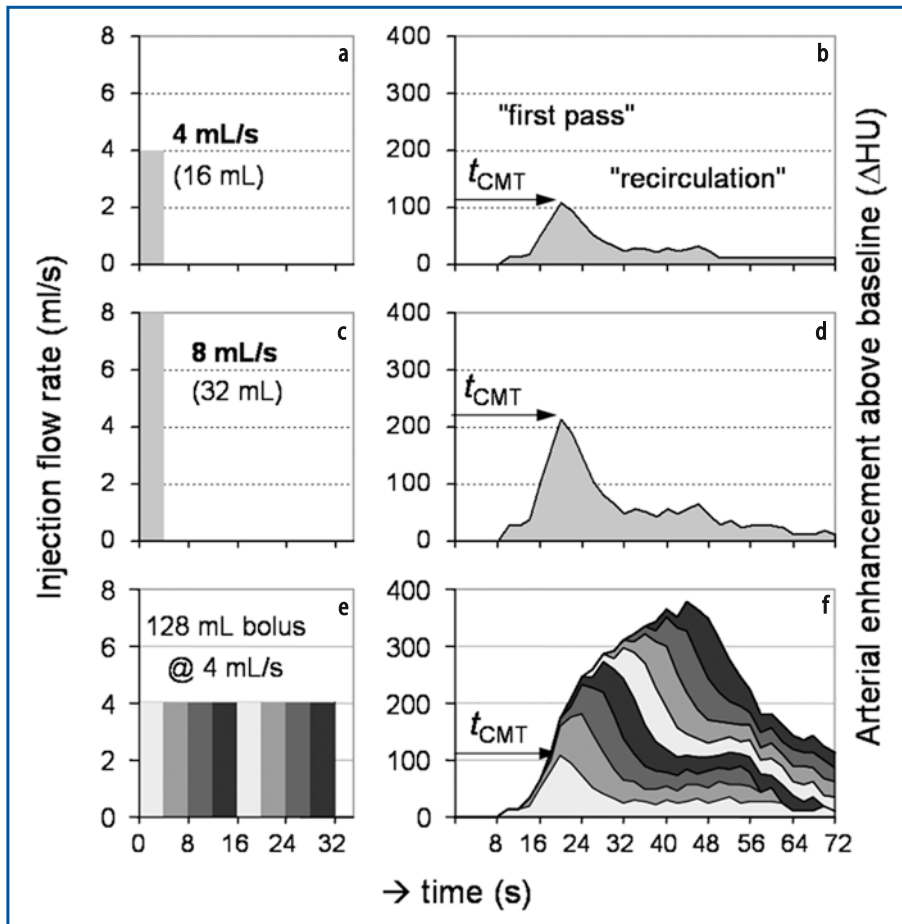 Injection flow rate (ml/s)
8
6
4
2
0
a
4 mL/s
(16 mL)
400
300
200
100
0
b
"first pass"
"recirculation"
tCMT
8
6
4
2
0
c
8 mL/s
(32 mL)
400
300
200
100
0
d
tCMT
8
6
4
2
0
e
128 mL bolus
@ 4 mL/s
0 8 16 24 32
400
300
200
100
0
f
tCMT
0 8 16 24 32 40 48 56 64 72
→ time (s)
Arterial enhancement above baseline (ΔHU)